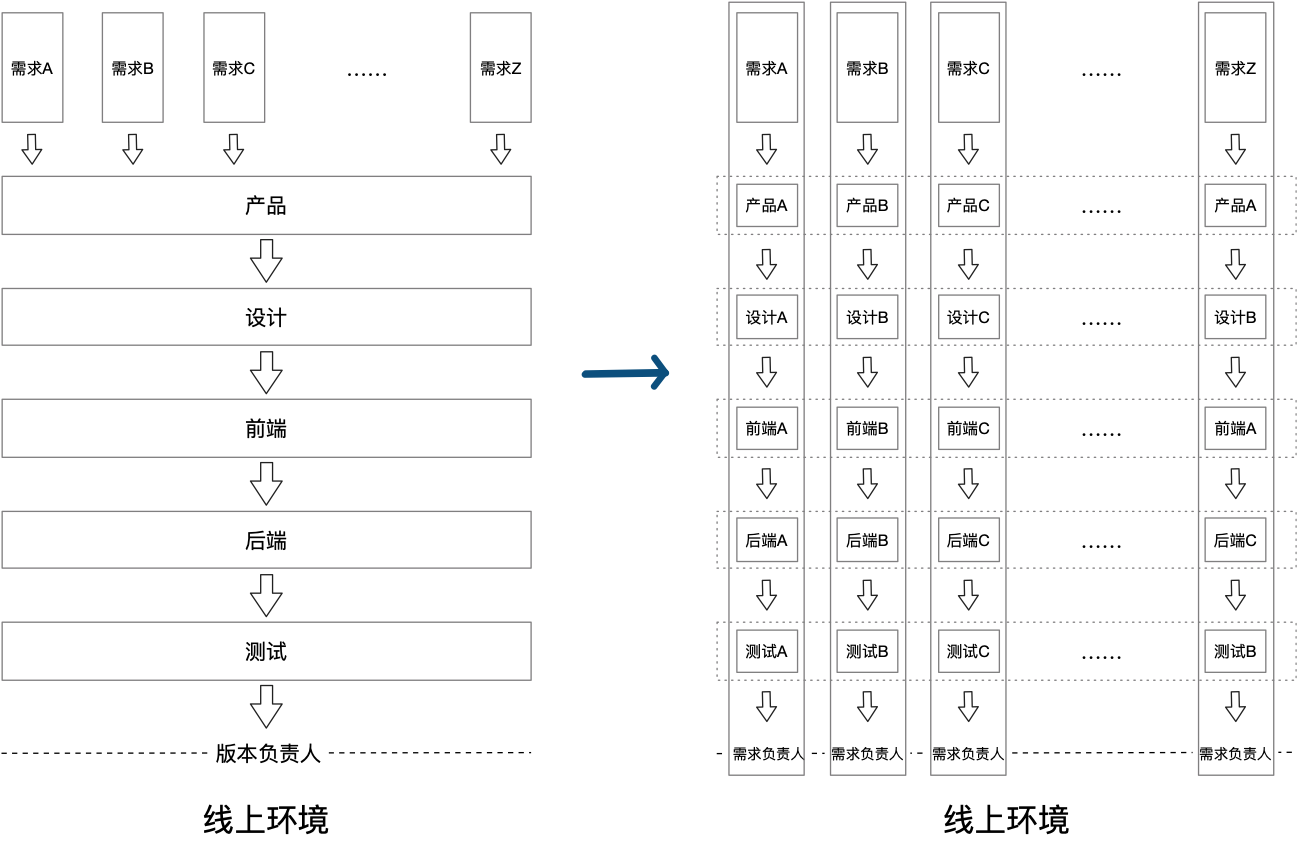 需求A 需求B 需求C …… 需求Z
产品
设计
前端
后端
测试
版本负责人
线上环境
需求A 需求B 需求C …… 需求Z
产品A 产品B 产品C …… 产品A
设计A 设计B 设计C …… 设计B
前端A 前端B 前端C …… 前端A
后端A 后端B 后端C …… 后端C
测试A 测试B 测试C …… 测试B
需求负责人 需求负责人 需求负责人 需求负责人
线上环境